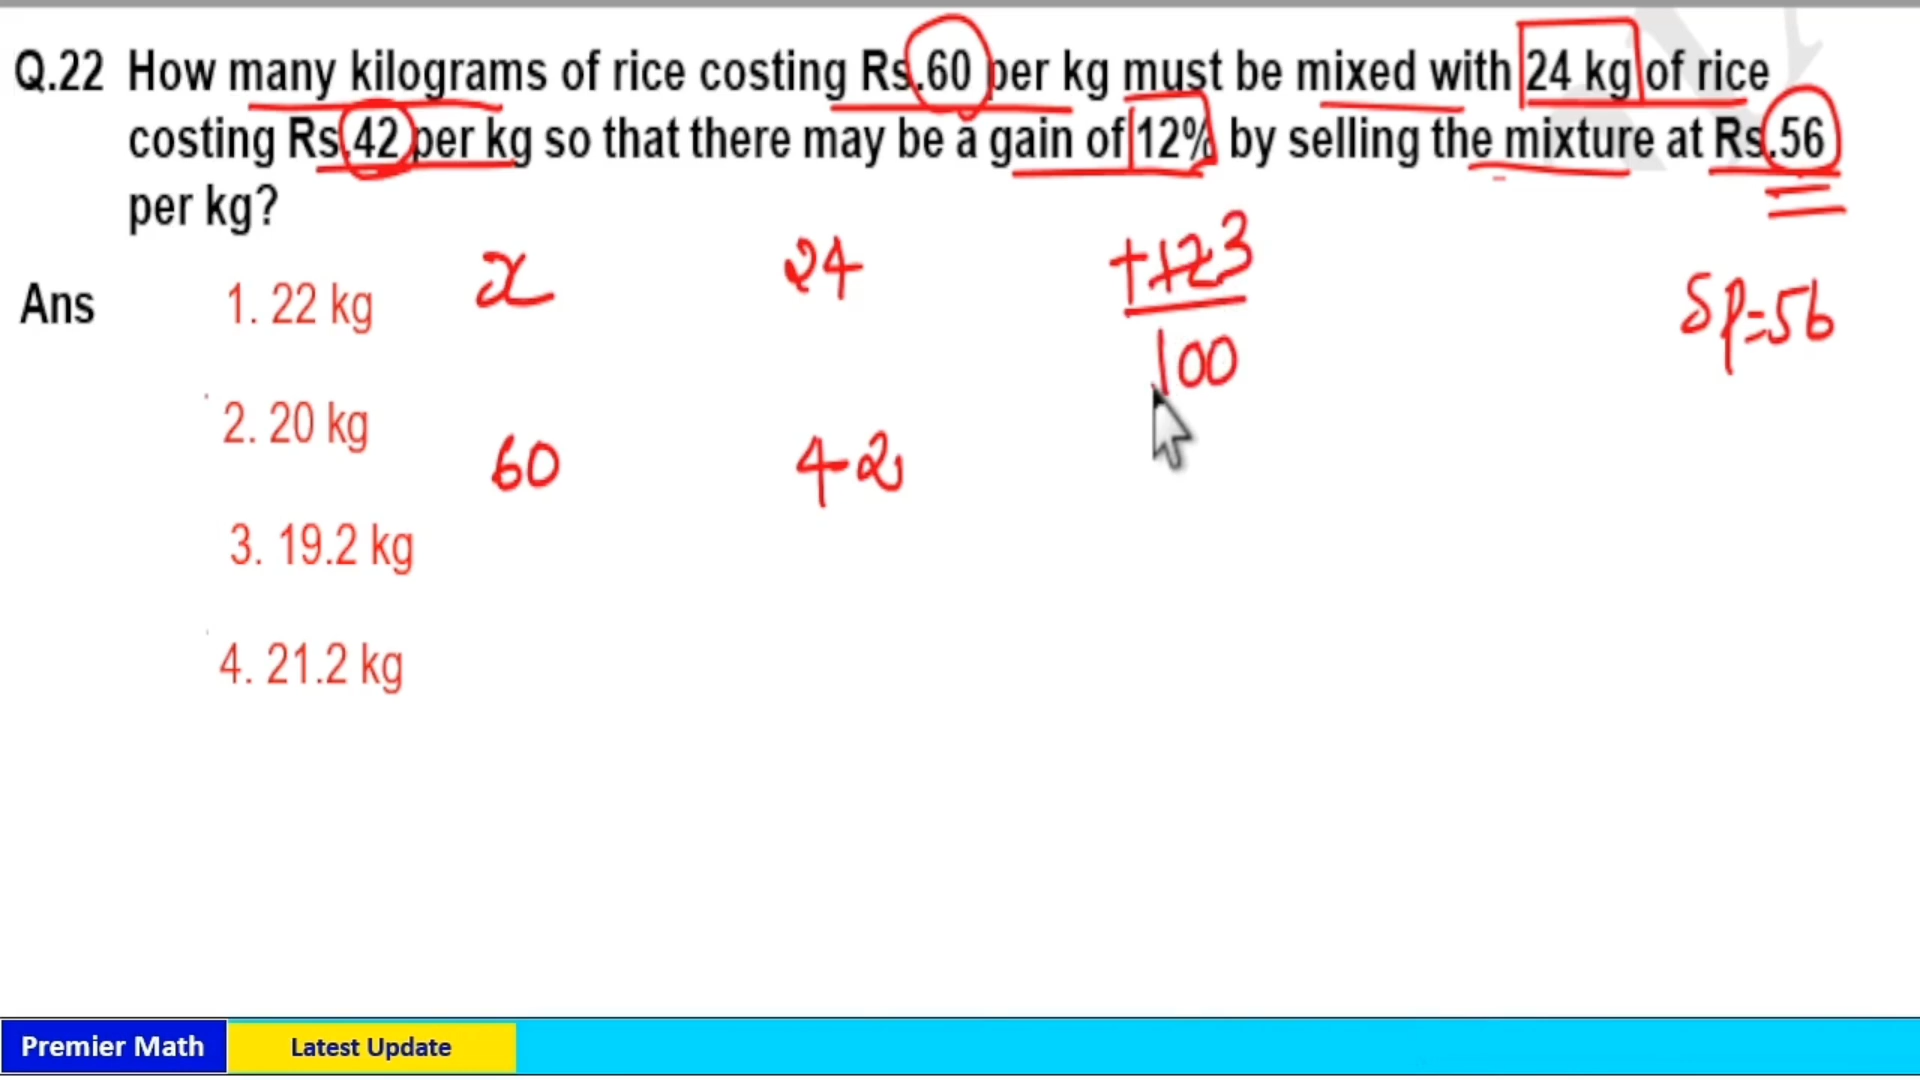 Q.22 How many kilograms of rice costing Rs.60 per kg must be mixed with 24 kg of rice
costing Rs.42 per kg so that there may be a gain of 12% by selling the mixture at Rs.56
per kg?
x 24 +12 3
100
SP=56
Ans
1. 22 kg
2. 20 kg
60 42
3. 19.2 kg
4. 21.2 kg
Premier Math
Latest Update